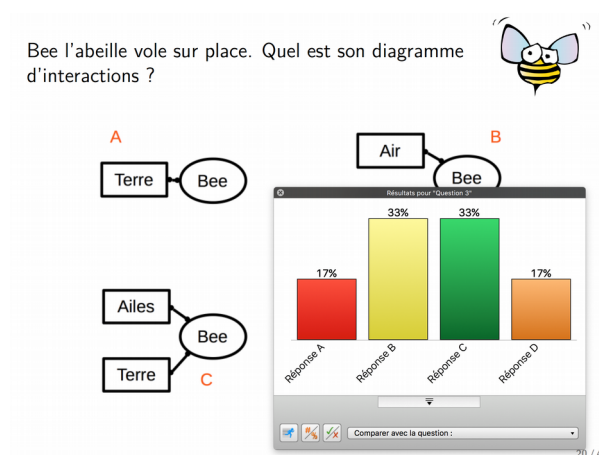 Bee l'abeille vole sur place. Quel est son diagramme
d'interactions ?
A
B
Terre
Bee
Air
Bee
Résultats pour "Question 3"
17%
33%
33%
17%
Réponse A
Réponse B
Réponse C
Réponse D
Ailes
Bee
Terre
C
Comparer avec la question :